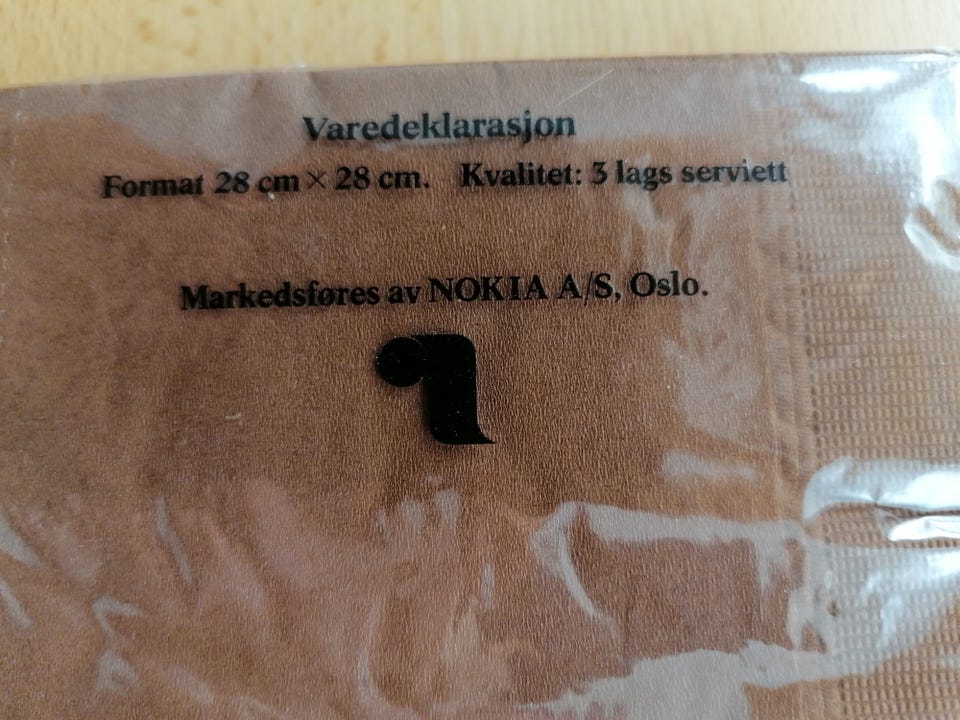 Varedeklarasjon
Format 28 cm × 28 cm. Kvalitet: 3 lags serviett
Markedsføres av NOKIA A/S, Oslo.